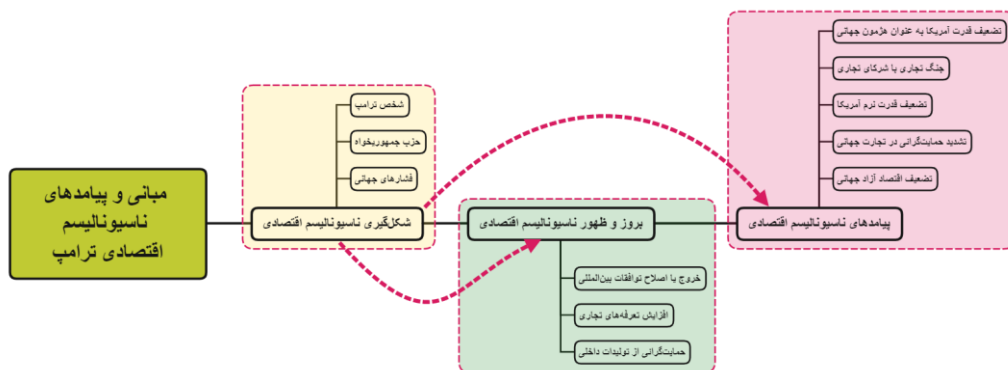 مبانی و پیامدهای
ناسیونالیسم
اقتصادی ترامپ
شخص ترامپ
حزب جمهوریخواه
فشارهای جهانی
شکل‌گیری ناسیونالیسم اقتصادی
بروز و ظهور ناسیونالیسم اقتصادی
خروج یا اصلاح توافقات بین‌المللی
افزایش تعرفه‌های تجاری
حمایت‌گرائی از تولیدات داخلی
تضعیف قدرت آمریکا به عنوان هژمون جهانی
جنگ تجاری با شرکای تجاری
تضعیف قدرت نرم آمریکا
تشدید حمایت‌گرائی در تجارت جهانی
تضعیف اقتصاد آزاد جهانی
پیامدهای ناسیونالیسم اقتصادی